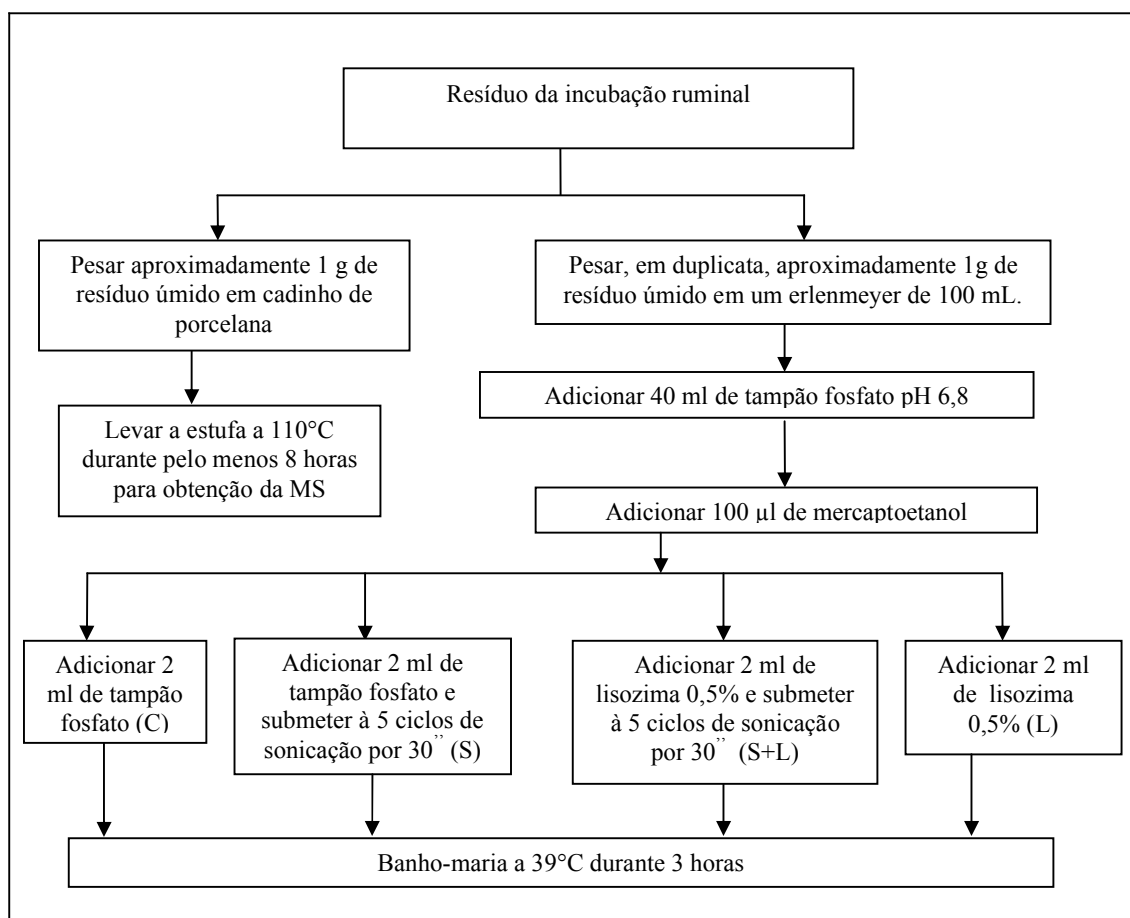 Resíduo da incubação ruminal
Pesar aproximadamente 1 g de
resíduo úmido em cadinho de
porcelana
Pesar, em duplicata, aproximadamente 1g de
resíduo úmido em um erlenmeyer de 100 mL.
Adicionar 40 ml de tampão fosfato pH 6,8
Levar a estufa a 110°C
durante pelo menos 8 horas
para obtenção da MS
Adicionar 100 µl de mercaptoetanol
Adicionar 2
ml de tampão
fosfato (C)
Adicionar 2 ml de
tampão fosfato e
submeter à 5 ciclos de
sonicação por 30’’ (S)
Adicionar 2 ml de
lisozima 0,5% e submeter
à 5 ciclos de sonicação
por 30’’ (S+L)
Adicionar 2 ml
de lisozima
0,5% (L)
Banho-maria a 39°C durante 3 horas